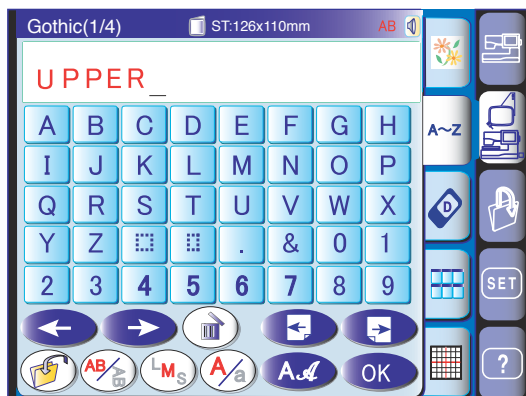 Gothic(1/4) ST:126x110mm AB
UPPER_
A B C D E F G H A~Z
I J K L M N O P
Q R S T U V W X D
Y Z . & 0 1
2 3 4 5 6 7 8 9 SET
AB/AB L M S A/a A A OK ?